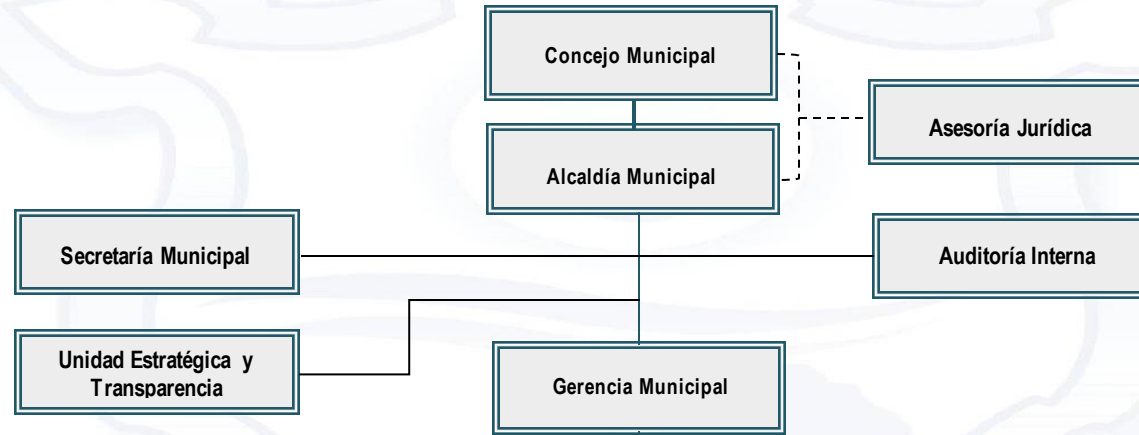 Concejo Municipal
Asesoría Jurídica
Alcaldía Municipal
Secretaría Municipal
Auditoría Interna
Unidad Estratégica y
Transparencia
Gerencia Municipal